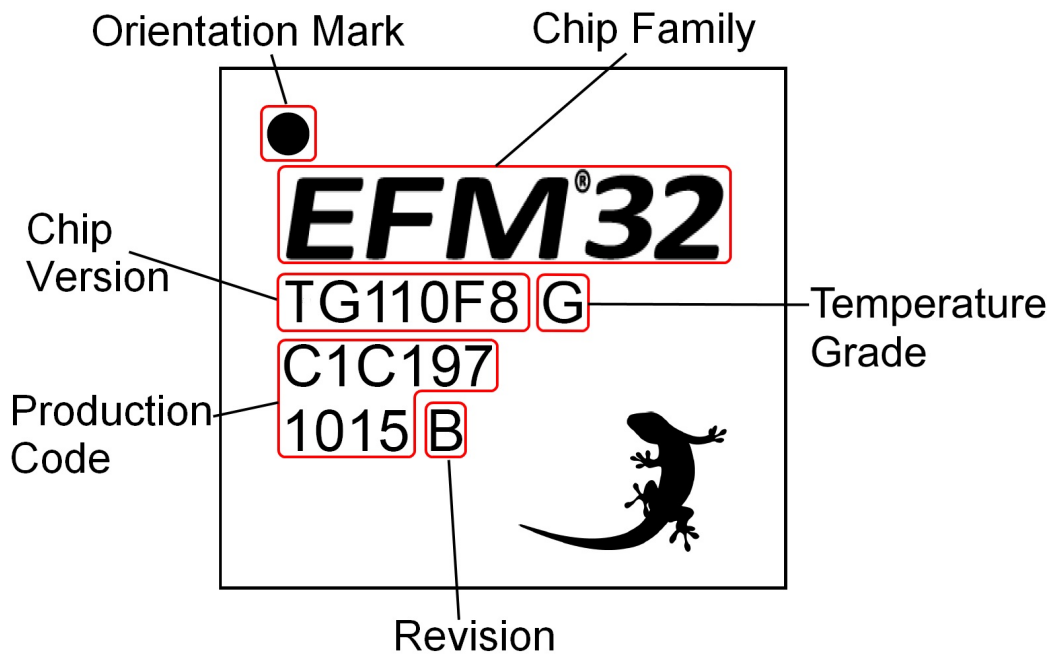 Orientation Mark
Chip Family
EFM®32
Chip
Version
TG110F8 G
Temperature
Grade
C1C197
Production
Code
1015 B
Revision